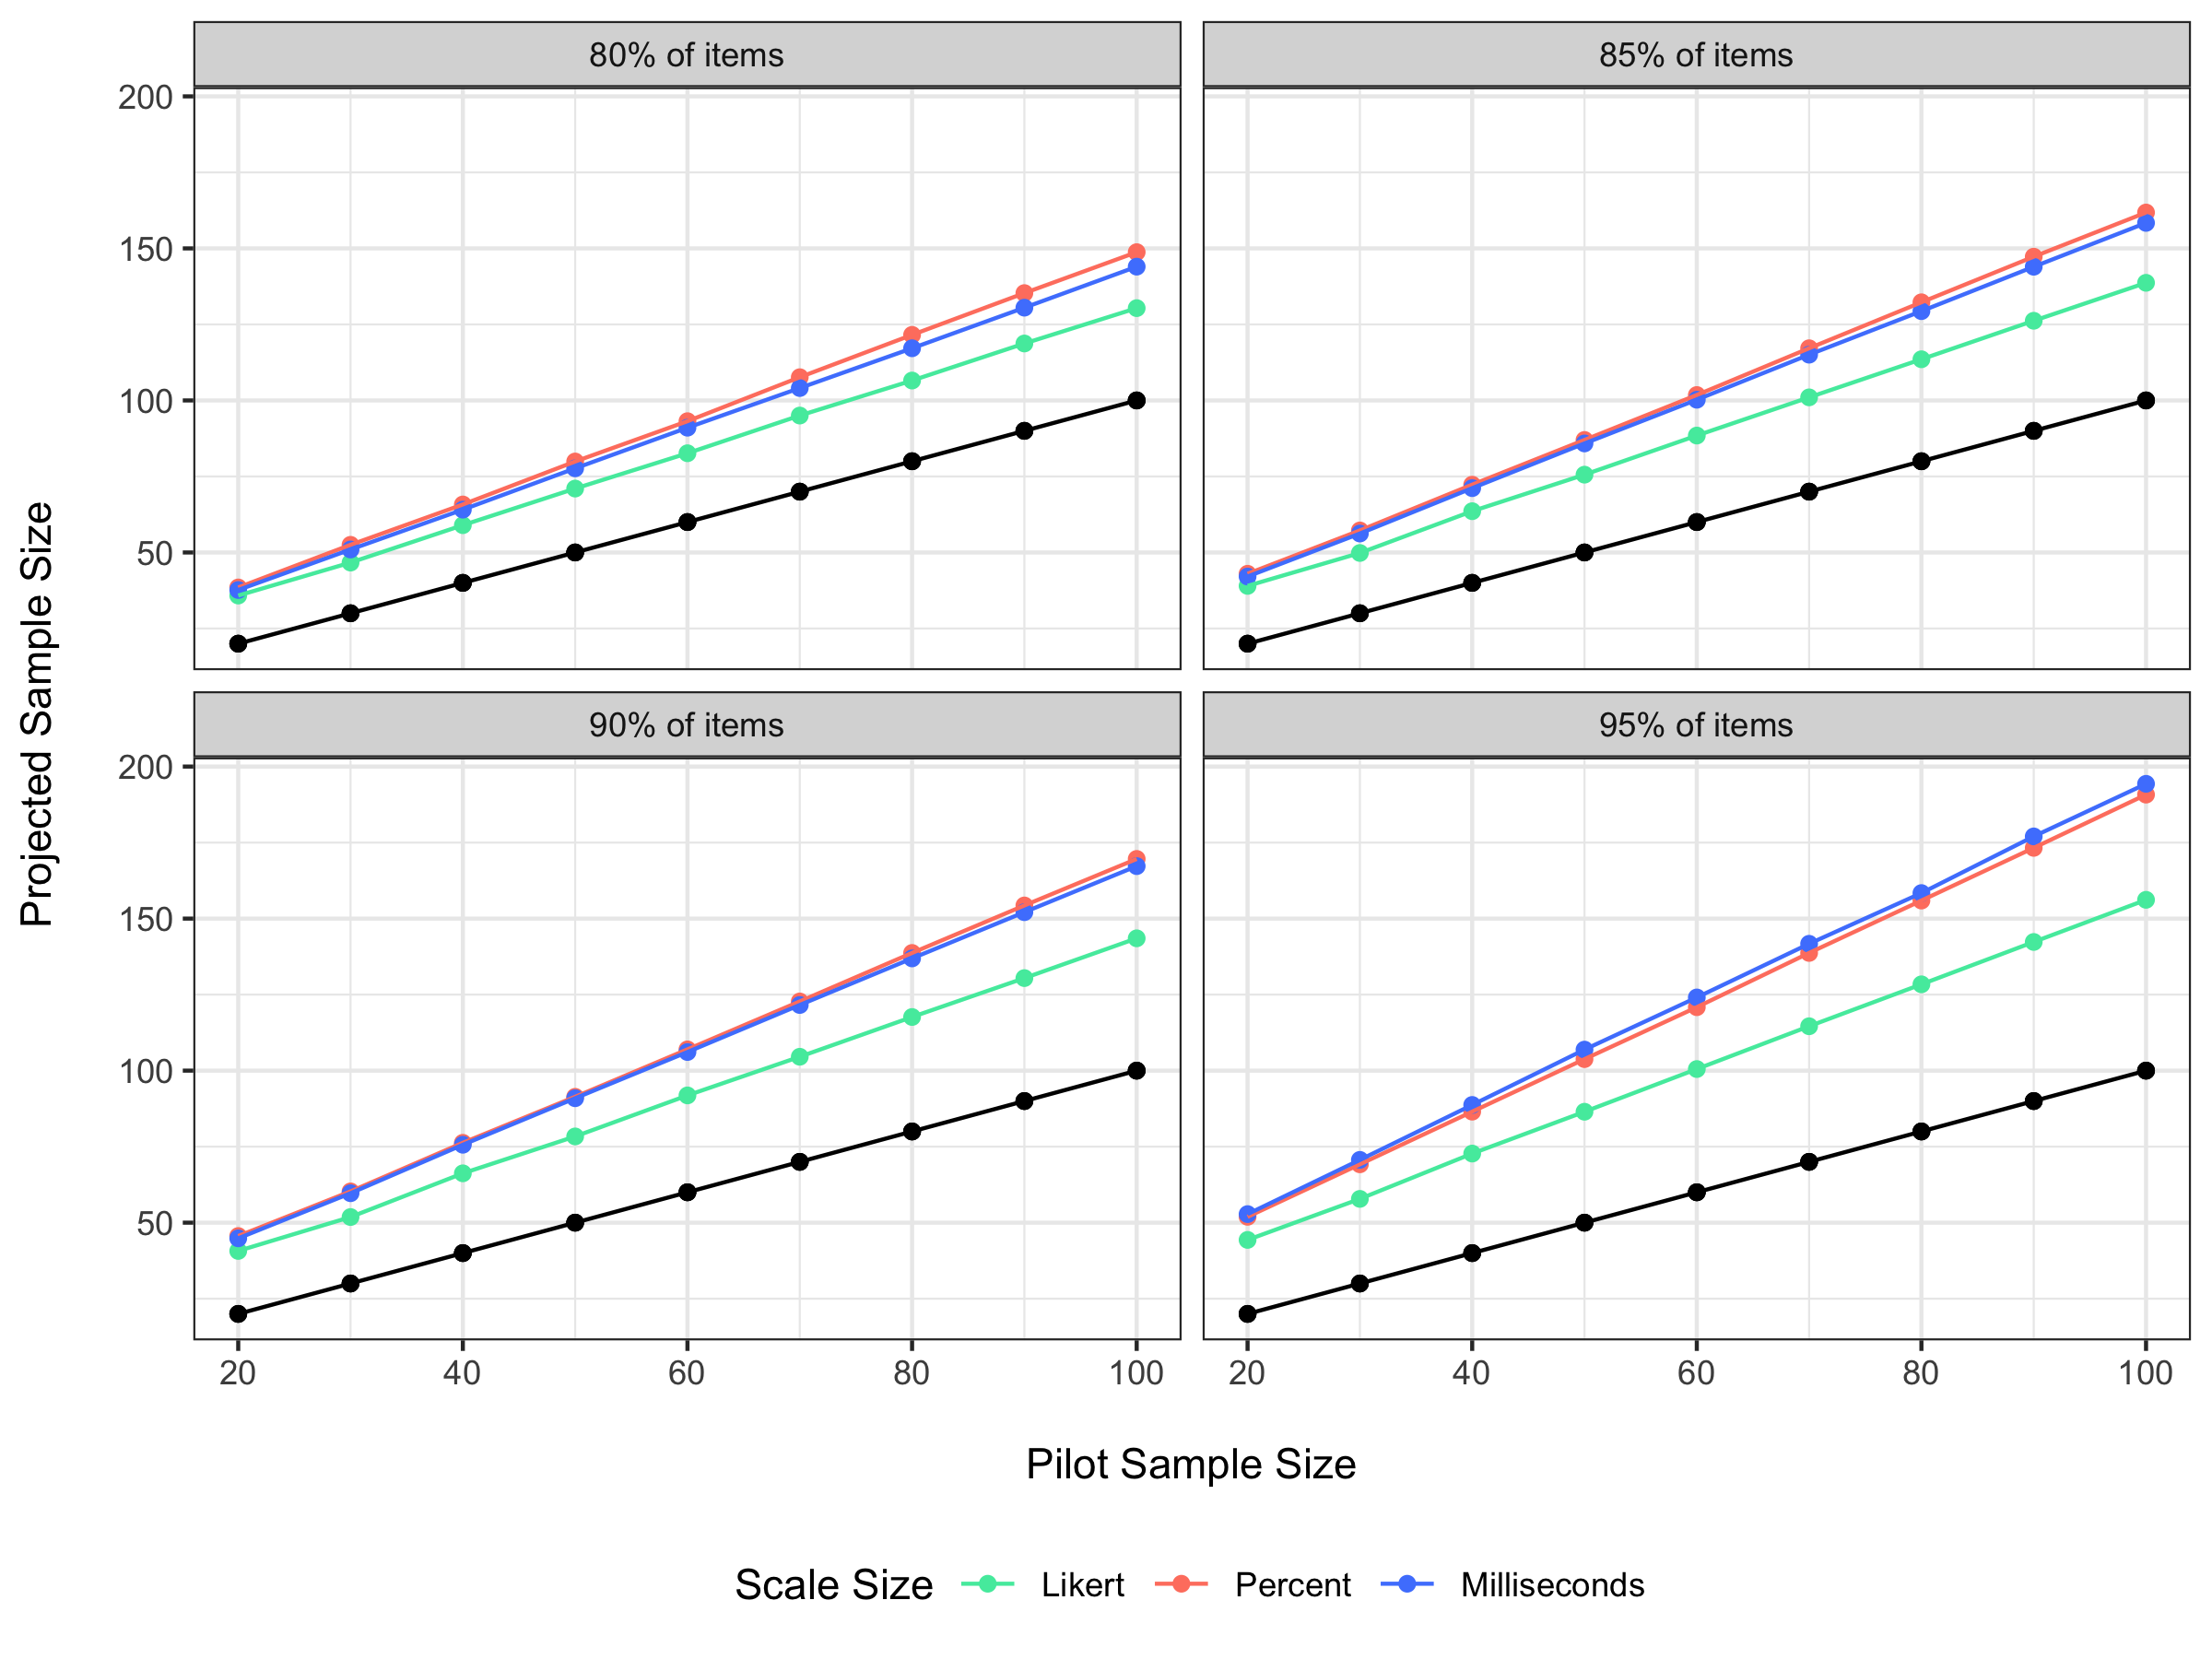 80% of items
85% of items
200
150
100
50
90% of items
95% of items
200
150
100
50
20 40 60 80 100
20 40 60 80 100
Projected Sample Size
Pilot Sample Size
Scale Size Likert Percent Milliseconds